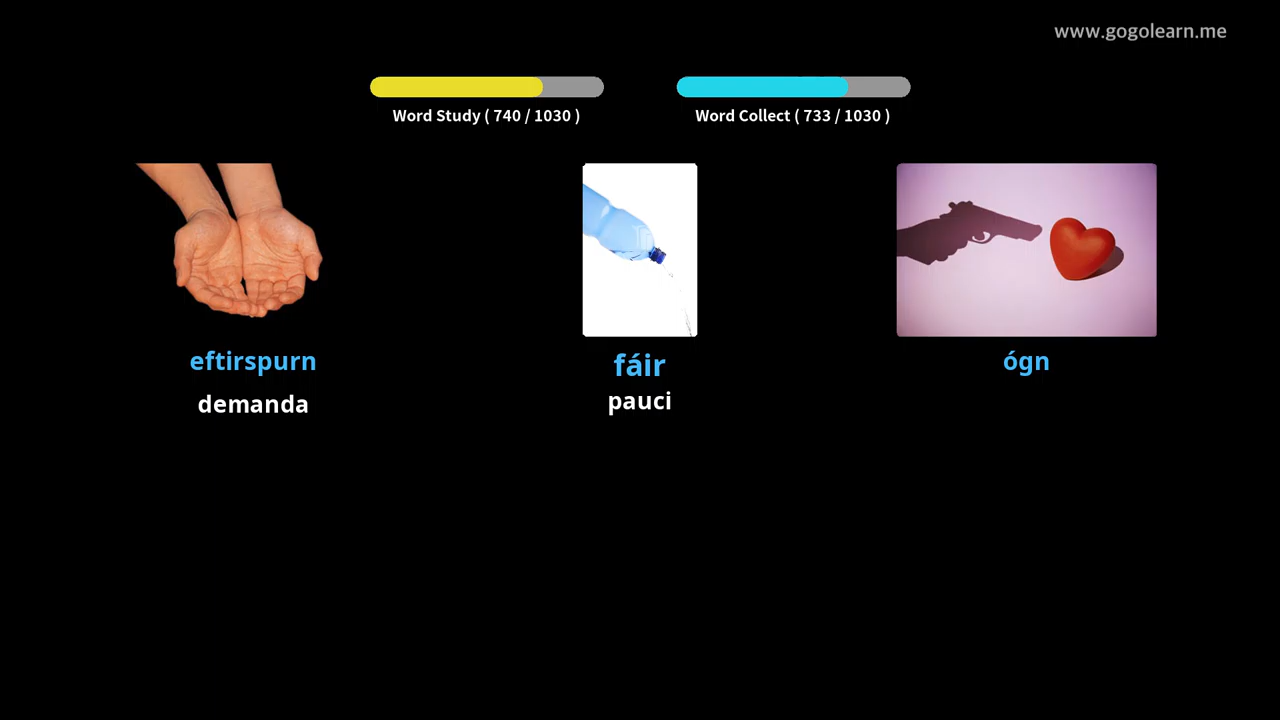 www.gogolearn.me
Word Study ( 740 / 1030 )
Word Collect ( 733 / 1030 )
eftirspurn
demanda
fáir
pauci
ógn